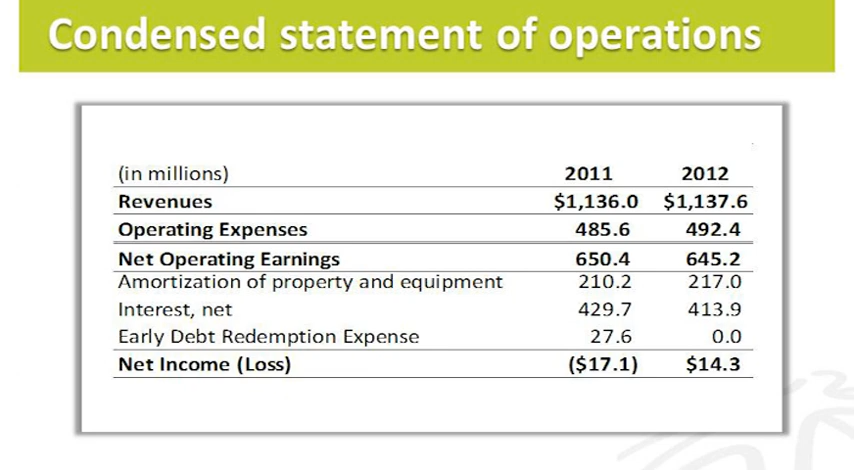 Condensed statement of operations
(in millions) 2011 2012
Revenues $1,136.0 $1,137.6
Operating Expenses 485.6 492.4
Net Operating Earnings 650.4 645.2
Amortization of property and equipment 210.2 217.0
Interest, net 429.7 413.9
Early Debt Redemption Expense 27.6 0.0
Net Income (Loss) ($17.1) $14.3